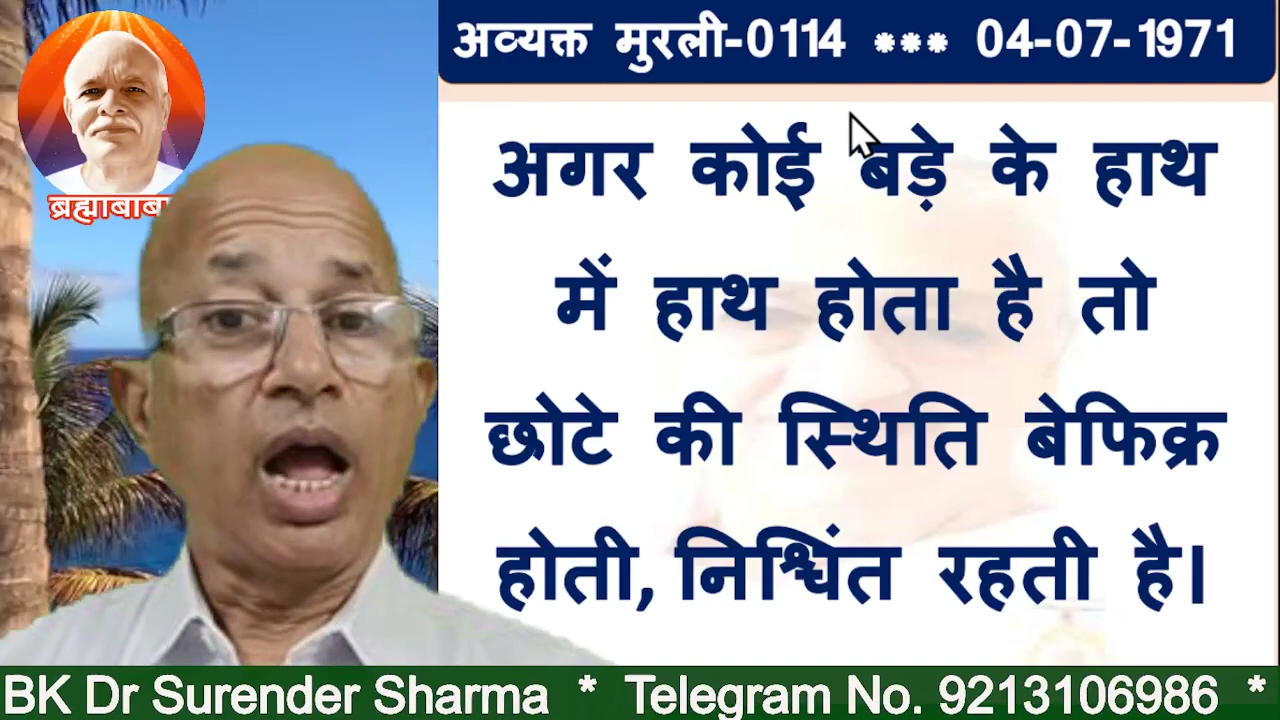 अव्यक्त मुरली-0114 *** 04-07-1971
ब्रह्माबाबा
अगर कोई बड़े के हाथ
में हाथ होता है तो
छोटे की स्थिति बेफिक्र
होती, निश्चिंत रहती है।
BK Dr Surender Sharma * Telegram No. 9213106986 *